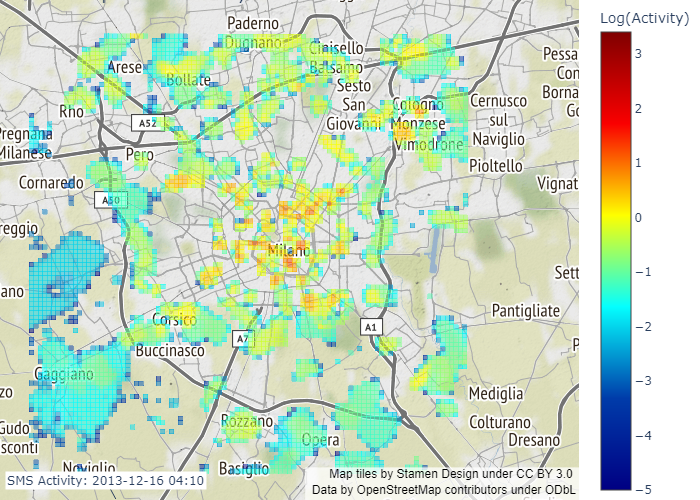 Log(Activity)
Paderno
Dugnano
Cinisello
Balsamo
Arese
Bollate
Pessa
Con
Sesto
San
Giovanni
Borna
Go
Rho
Cologno
Monzese
Cernusco
sul
Naviglio
A52
Pregnana
Milanese
Pero
Vimodrone
Pioltello
Cornaredo
Vignat
A50
reggio
Milano
Sett
ano
Pantigliate
Corsico
A7
A1
Buccinasco
P
Gaggiano
zo
Mediglia
Rozzano
Colturano
Gudo
sconti
Opera
Dresano
Noviglio
Basiglio
SMS Activity: 2013-12-16 04:10
Map tiles by Stamen Design under CC BY 3.0
Data by OpenStreetMap contributors under ODbL
3
2
1
0
−1
−2
−3
−4
−5